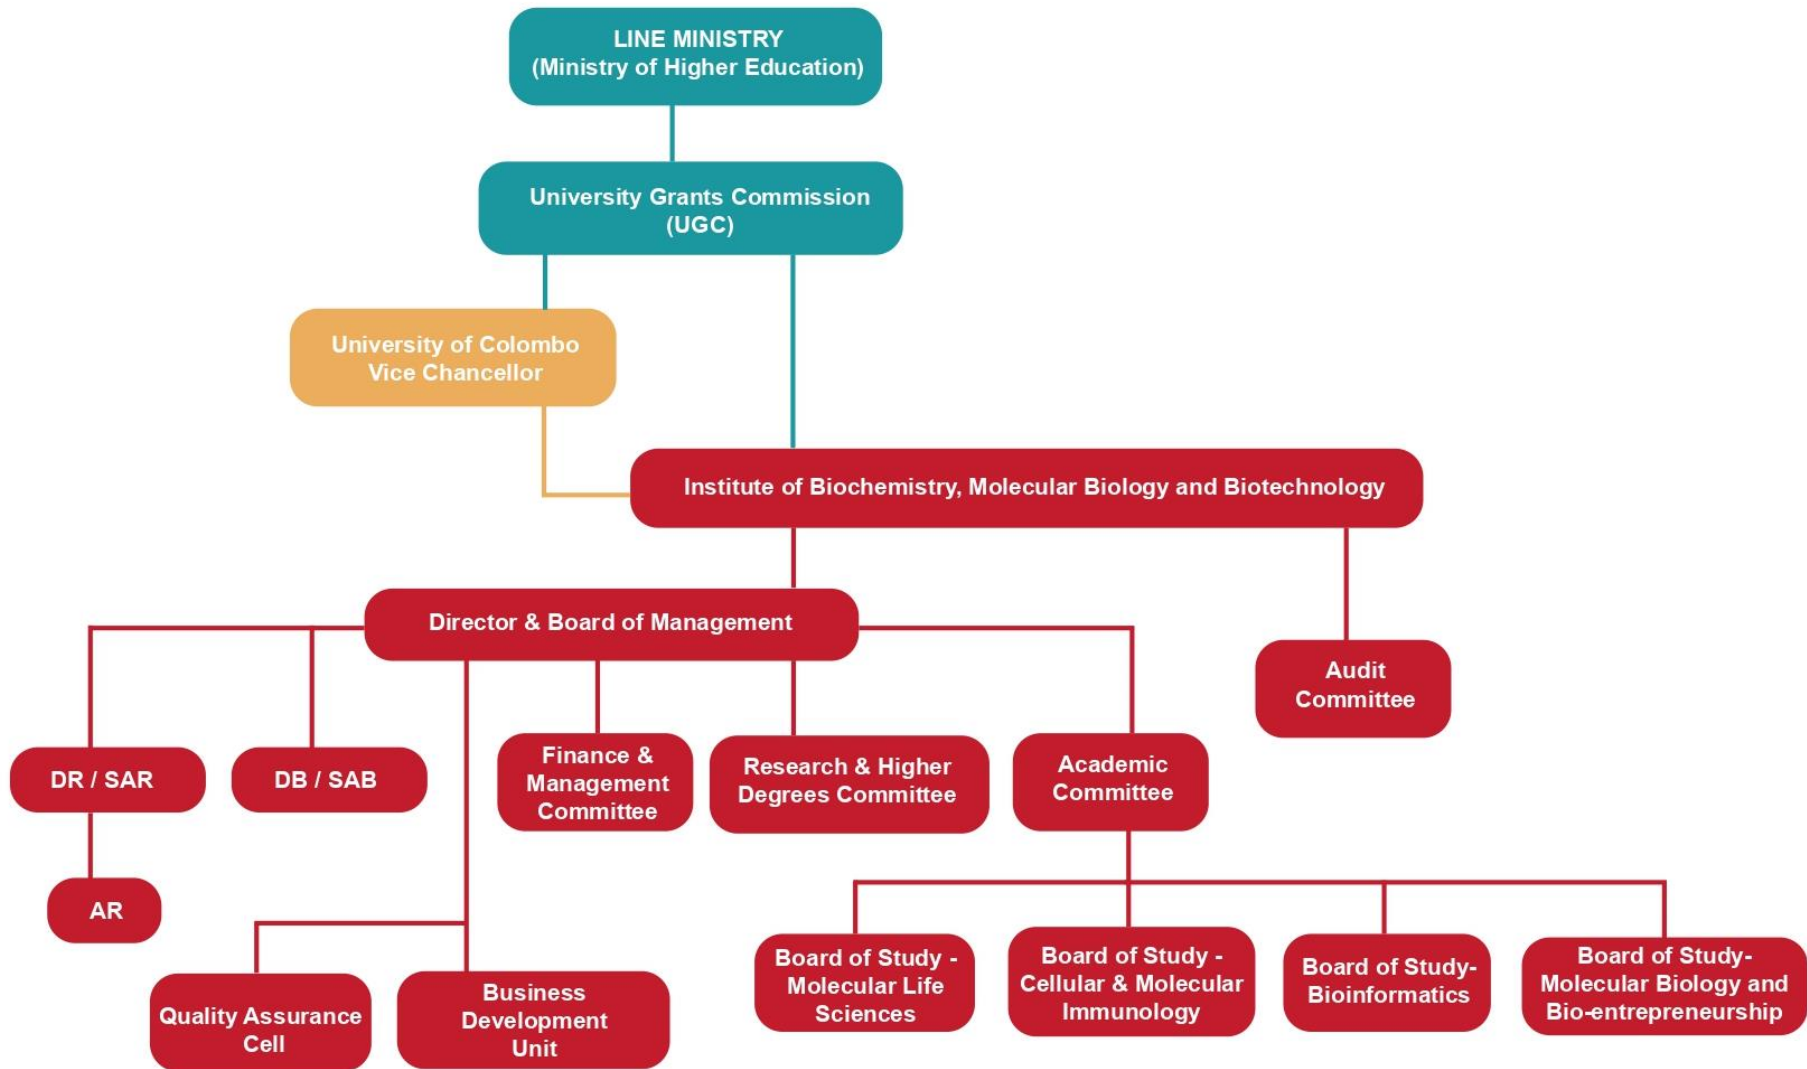 LINE MINISTRY
(Ministry of Higher Education)
University Grants Commission
(UGC)
University of Colombo
Vice Chancellor
Institute of Biochemistry, Molecular Biology and Biotechnology
Director & Board of Management
Audit
Committee
DR / SAR
DB / SAB
Finance &
Management
Committee
Research & Higher
Degrees Committee
Academic
Committee
AR
Quality Assurance
Cell
Business
Development
Unit
Board of Study -
Molecular Life
Sciences
Board of Study -
Cellular & Molecular
Immunology
Board of Study-
Bioinformatics
Board of Study-
Molecular Biology and
Bio-entrepreneurship